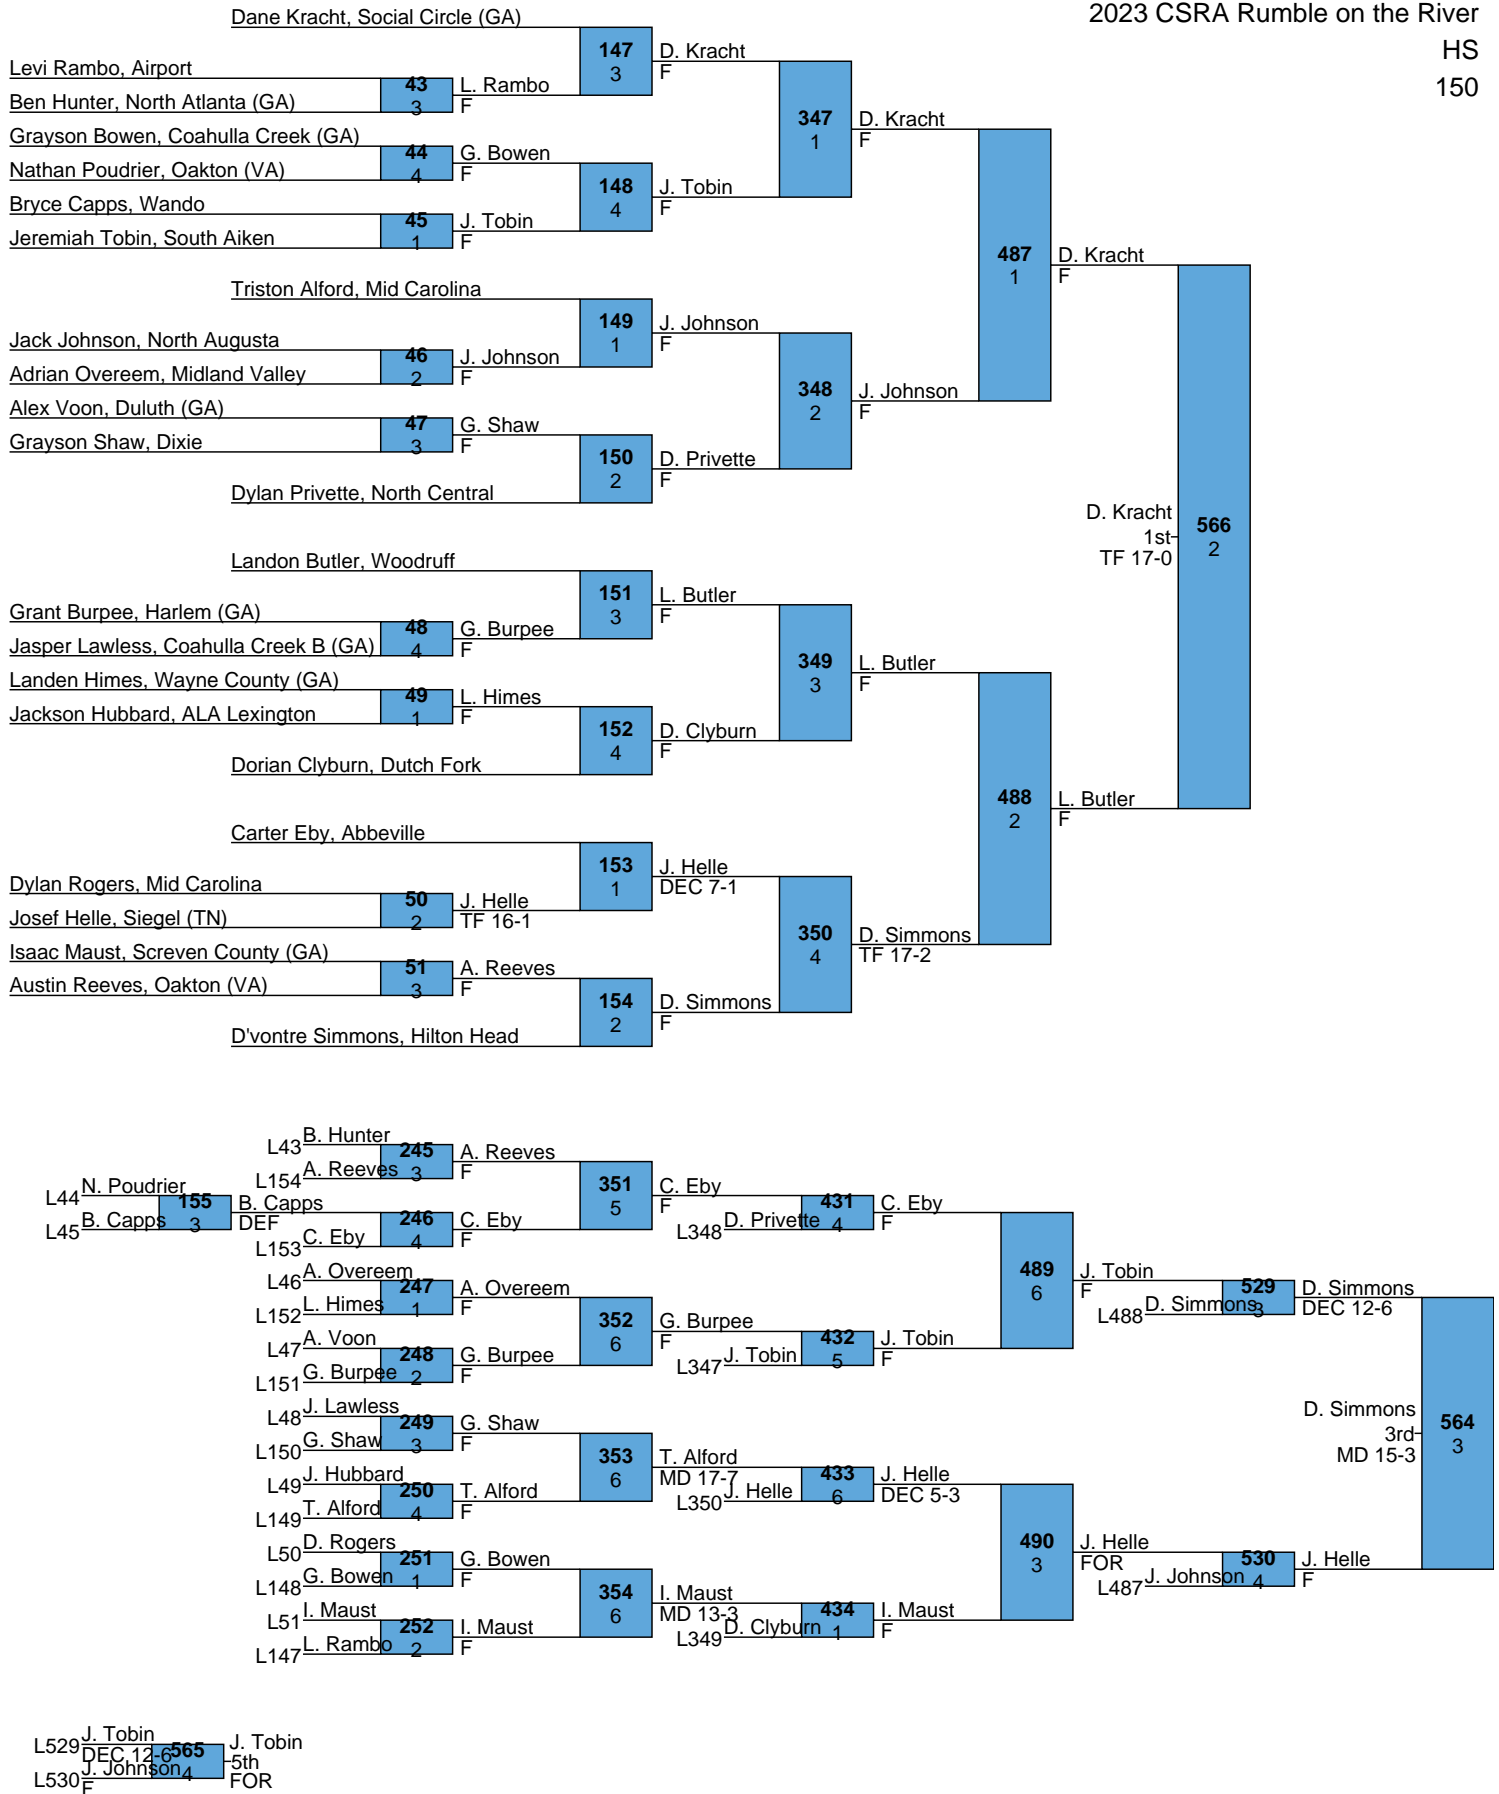 2023 CSRA Rumble on the River
HS
150
Dane Kracht, Social Circle (GA)
147
3
D. Kracht
F
Levi Rambo, Airport
43
3
L. Rambo
F
Ben Hunter, North Atlanta (GA)
347
1
D. Kracht
F
Grayson Bowen, Coahulla Creek (GA)
44
4
G. Bowen
F
Nathan Poudrier, Oakton (VA)
148
4
J. Tobin
F
Bryce Capps, Wando
45
1
J. Tobin
F
Jeremiah Tobin, South Aiken
487
1
D. Kracht
F
Triston Alford, Mid Carolina
149
1
J. Johnson
F
Jack Johnson, North Augusta
46
2
J. Johnson
F
Adrian Overeem, Midland Valley
348
2
J. Johnson
F
Alex Voon, Duluth (GA)
47
3
G. Shaw
F
Grayson Shaw, Dixie
150
2
D. Privette
F
Dylan Privette, North Central
D. Kracht
1st
TF 17-0
566
2
Landon Butler, Woodruff
151
3
L. Butler
F
Grant Burpee, Harlem (GA)
48
4
G. Burpee
F
Jasper Lawless, Coahulla Creek B (GA)
349
3
L. Butler
F
Landen Himes, Wayne County (GA)
49
1
L. Himes
F
Jackson Hubbard, ALA Lexington
152
4
D. Clyburn
F
Dorian Clyburn, Dutch Fork
488
2
L. Butler
F
Carter Eby, Abbeville
153
1
J. Helle
DEC 7-1
Dylan Rogers, Mid Carolina
50
2
J. Helle
TF 16-1
Josef Helle, Siegel (TN)
350
4
D. Simmons
TF 17-2
Isaac Maust, Screven County (GA)
51
3
A. Reeves
F
Austin Reeves, Oakton (VA)
154
2
D. Simmons
F
D'vontre Simmons, Hilton Head
L43
B. Hunter
245
3
A. Reeves
F
L154
A. Reeves
351
5
C. Eby
F
L44
N. Poudrier
155
3
B. Capps
DEF
L45
B. Capps
246
4
C. Eby
F
L153
C. Eby
431
4
C. Eby
F
L348
D. Privette
L46
A. Overeem
247
1
A. Overeem
F
L152
L. Himes
352
6
G. Burpee
F
489
6
J. Tobin
F
L47
A. Voon
248
2
G. Burpee
F
L151
G. Burpee
432
5
J. Tobin
F
L347
J. Tobin
529
3
D. Simmons
DEC 12-6
L488
D. Simmons
L48
J. Lawless
249
3
G. Shaw
F
L150
G. Shaw
353
6
T. Alford
MD 17-7
D. Simmons
3rd
MD 15-3
564
3
L49
J. Hubbard
250
4
T. Alford
F
L149
T. Alford
433
6
J. Helle
DEC 5-3
L350
J. Helle
L50
D. Rogers
251
1
G. Bowen
F
L148
G. Bowen
354
6
I. Maust
MD 13-3
490
3
J. Helle
FOR
530
4
J. Helle
F
L487
J. Johnson
L51
I. Maust
252
2
I. Maust
F
L147
L. Rambo
434
1
I. Maust
F
L349
D. Clyburn
L529
J. Tobin
DEC 12-6
565
4
J. Tobin
5th
FOR
L530
J. Johnson
F